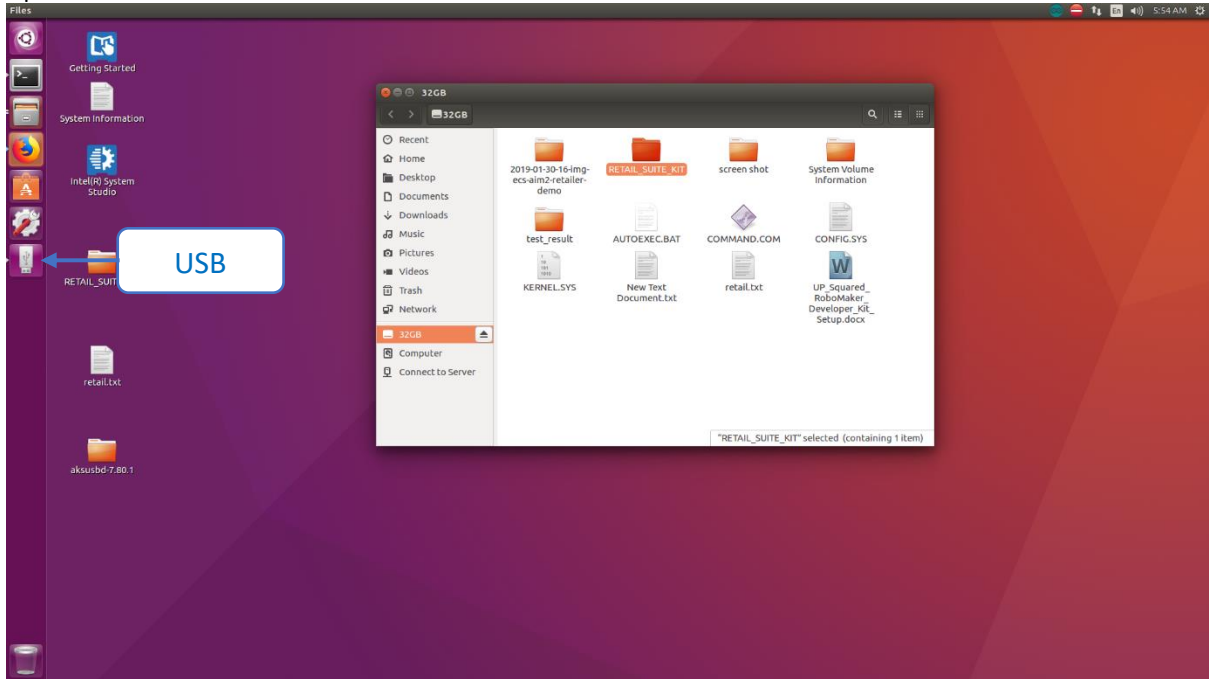 Files
En
5:54 AM
Getting Started
System Information
Intel(R) System
Studio
RETAIL_SUIT
retail.txt
aksusbd-7.80.1
USB
32GB
32GB
Recent
Home
Desktop
Documents
Downloads
Music
Pictures
Videos
Trash
Network
32GB
Computer
Connect to Server
2019-01-30-16-img-
ecs-aim2-retailer-
demo
RETAIL_SUITE_KIT
screen shot
System Volume
Information
test_result
AUTOEXEC.BAT
COMMAND.COM
CONFIG.SYS
KERNEL.SYS
New Text
Document.txt
retail.txt
UP_Squared_
RoboMaker_
Developer_Kit_
Setup.docx
"RETAIL_SUITE_KIT" selected (containing 1 item)